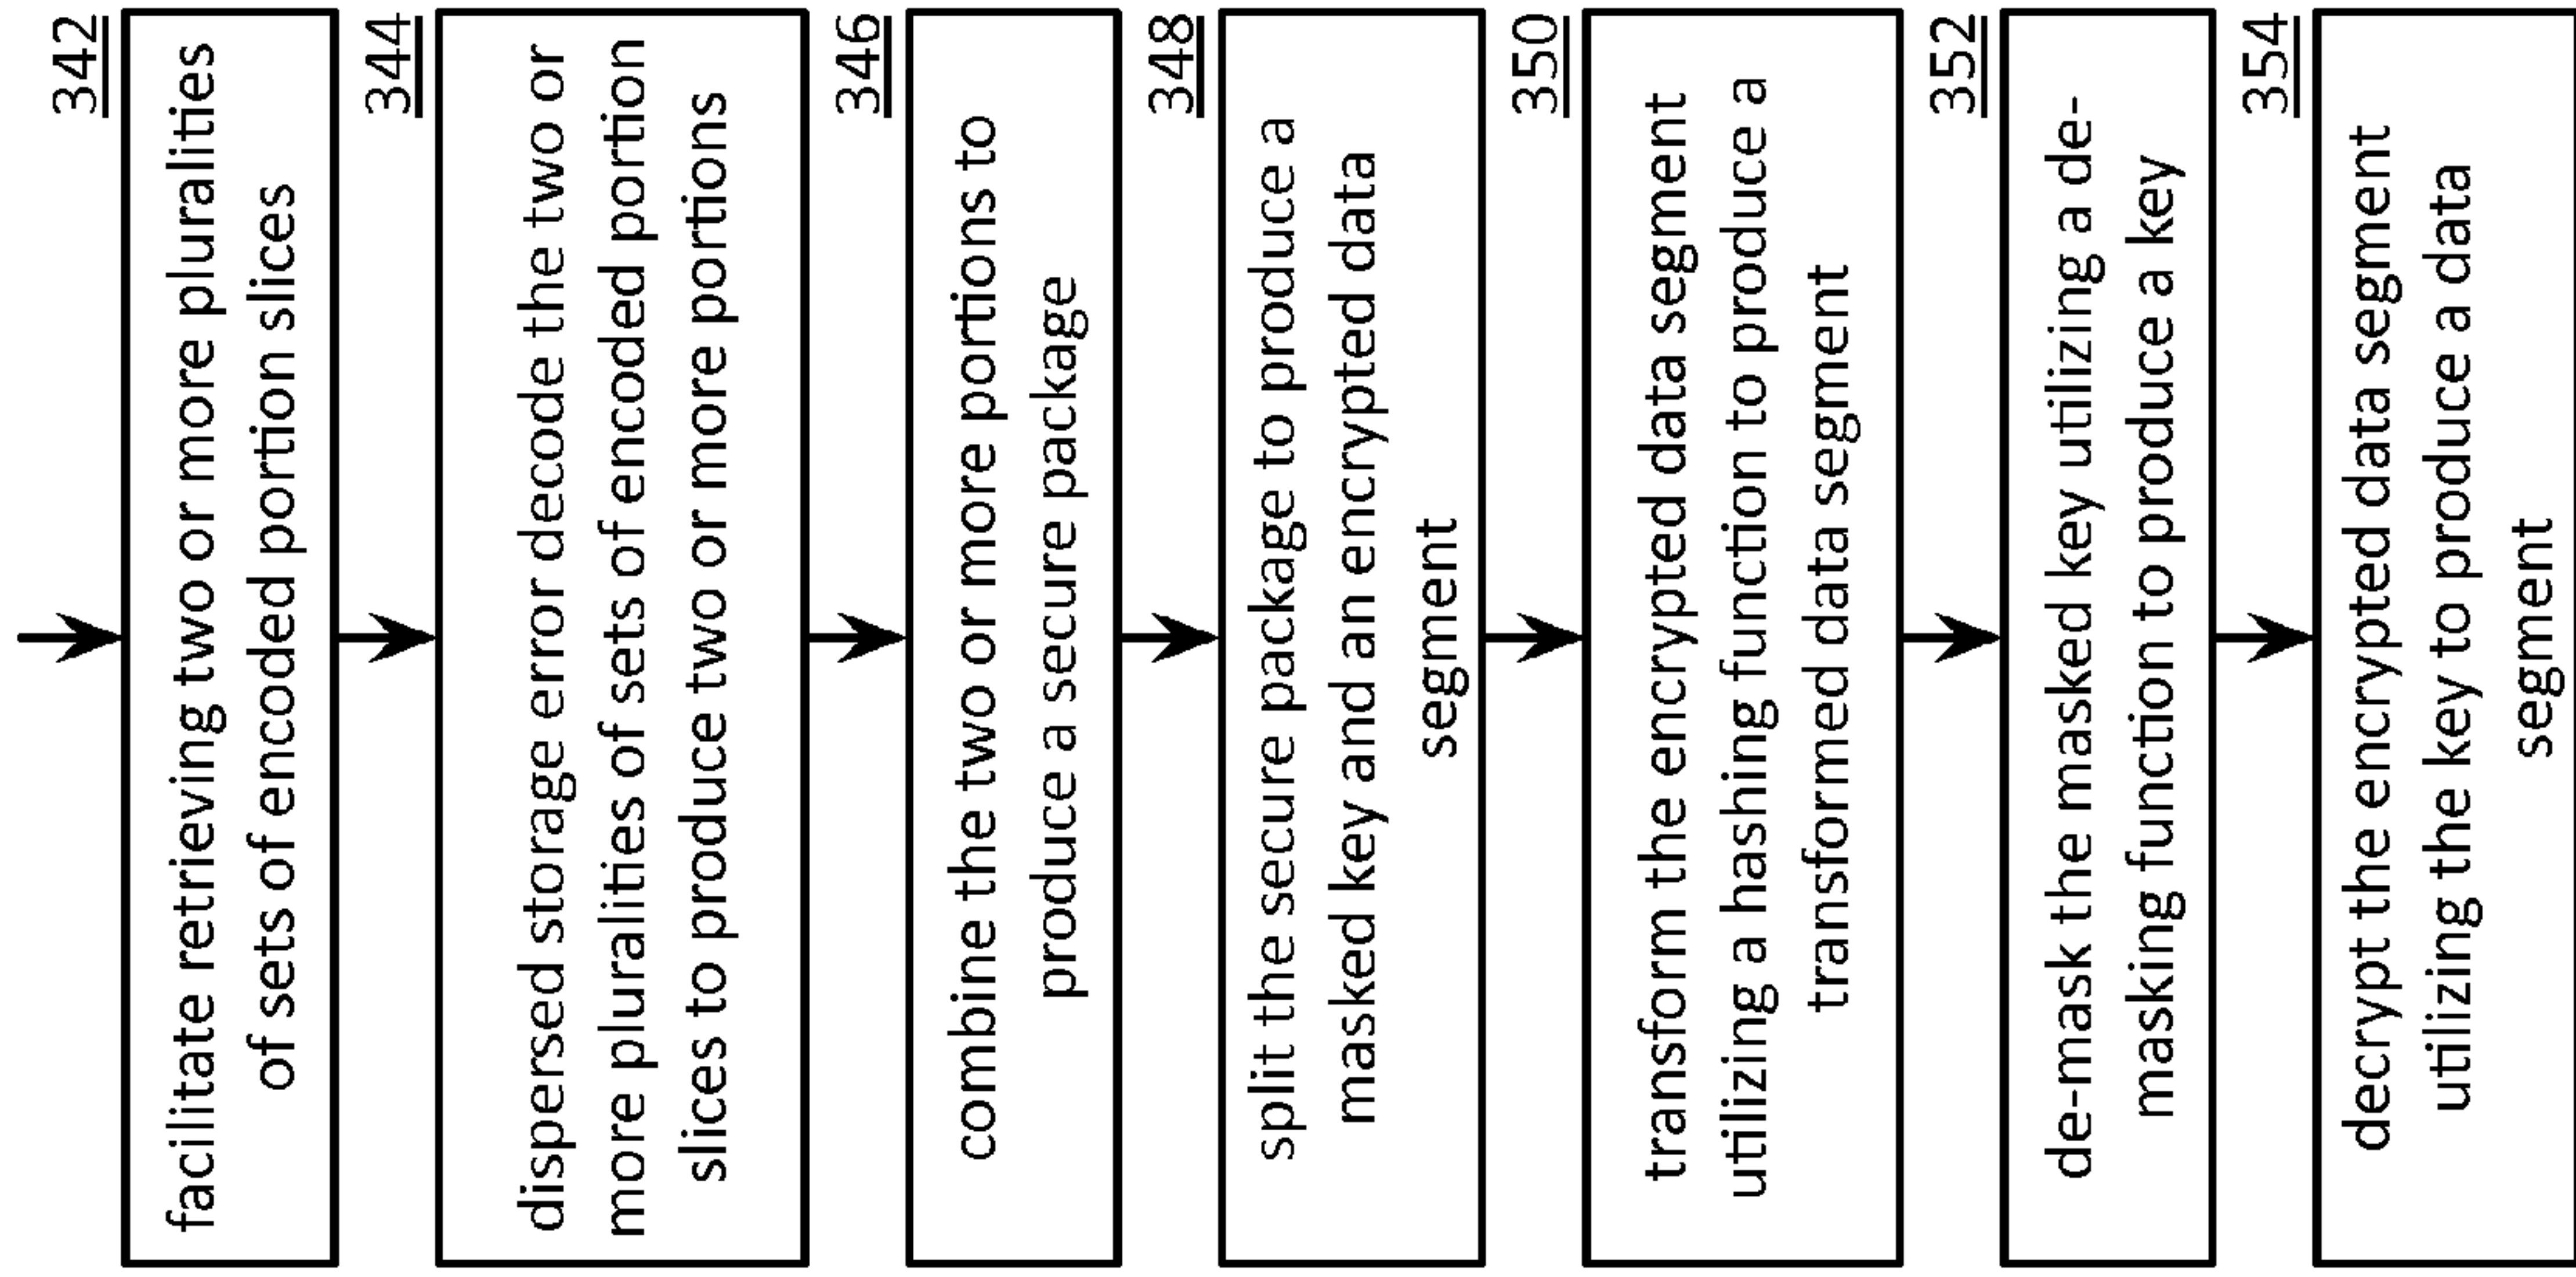 342
facilitate retrieving two or more pluralities
of sets of encoded portion slices
344
dispersed storage error decode the two or
more pluralities of sets of encoded portion
slices to produce two or more portions
346
combine the two or more portions to
produce a secure package
348
split the secure package to produce a
masked key and an encrypted data
segment
350
transform the encrypted data segment
utilizing a hashing function to produce a
transformed data segment
352
de-mask the masked key utilizing a de-
masking function to produce a key
354
decrypt the encrypted data segment
utilizing the key to produce a data
segment